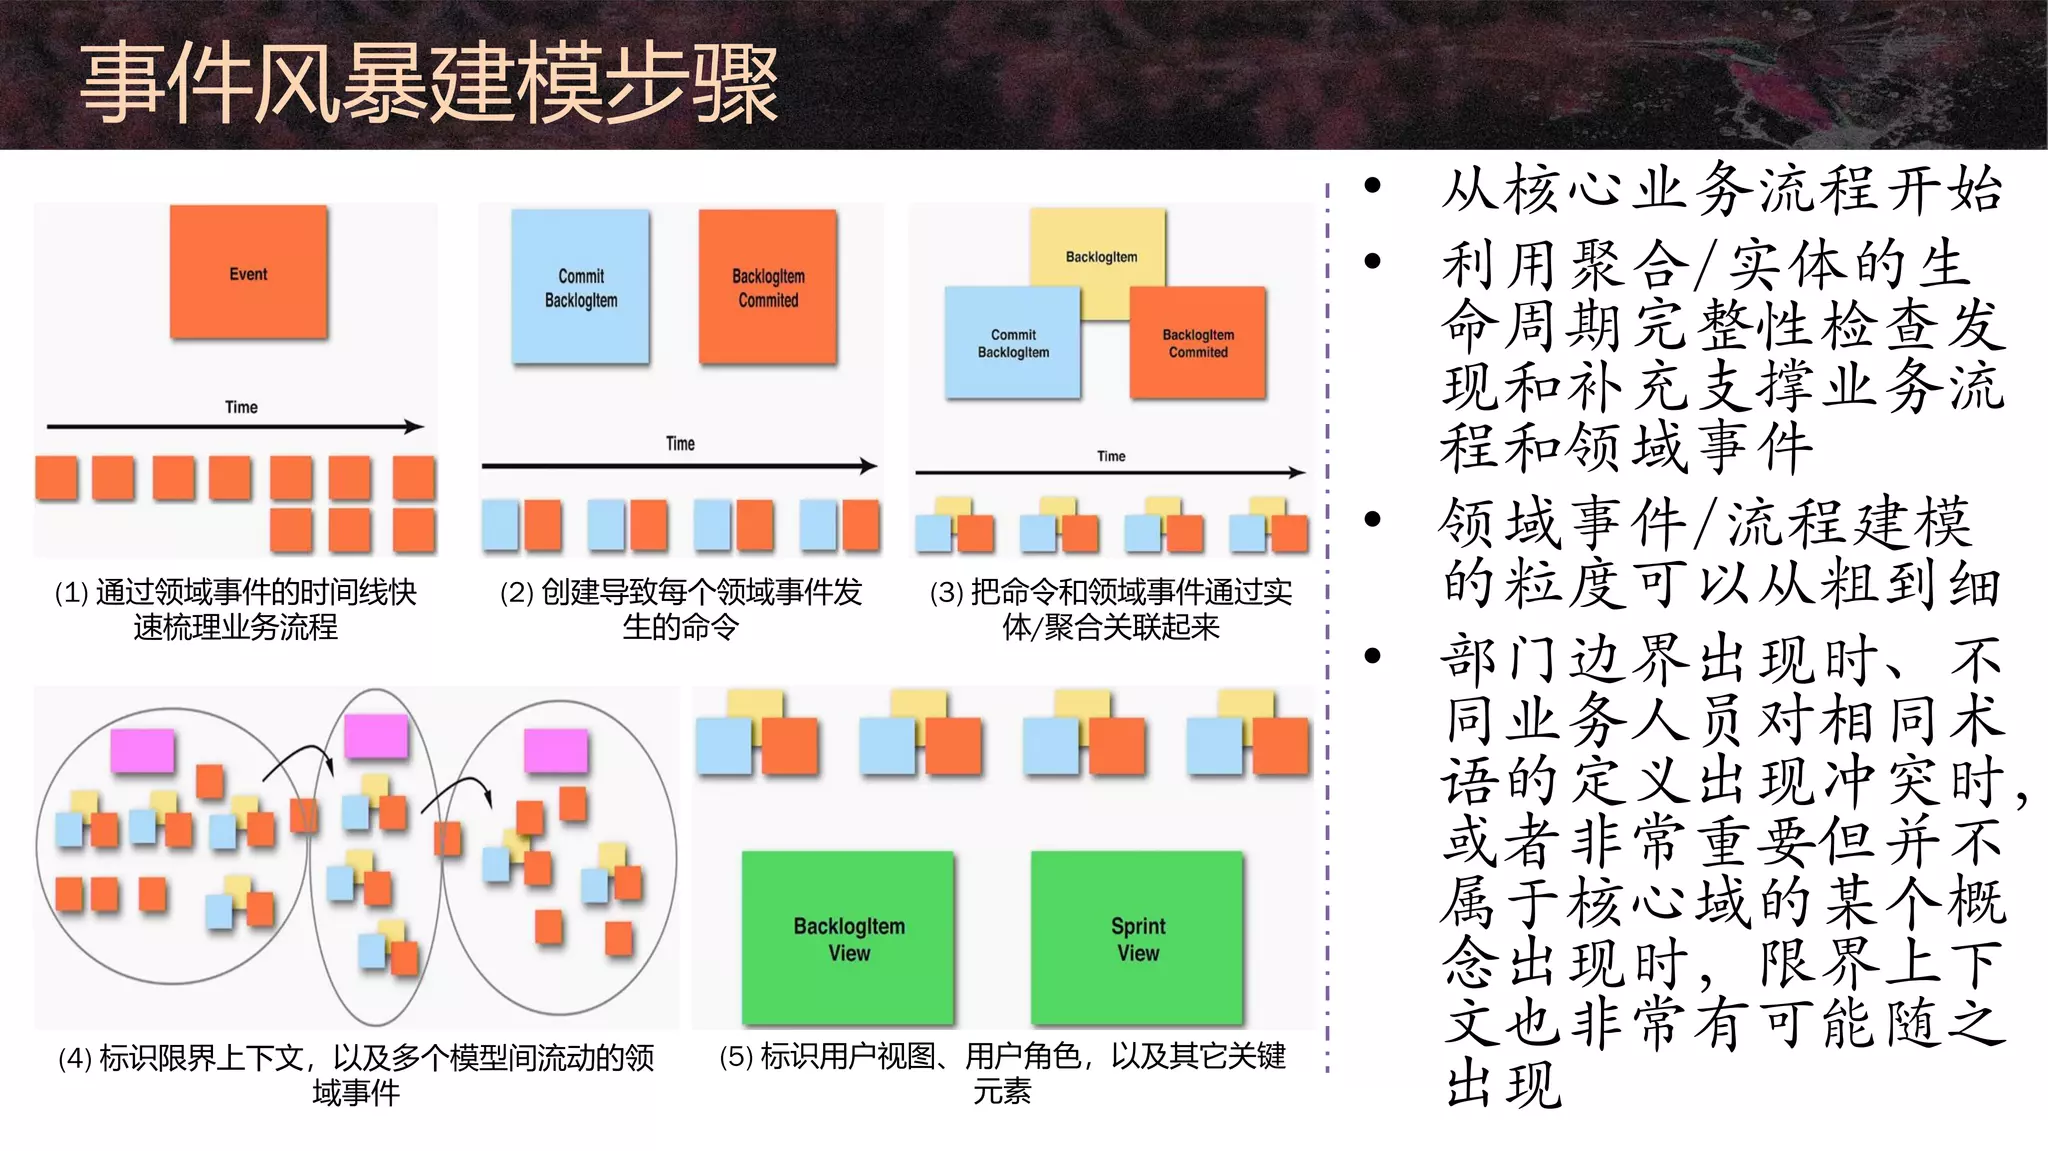 事件风暴建模步骤
Event
Time
(1) 通过领域事件的时间线快
速梳理业务流程
Commit
BacklogItem
BacklogItem
Commited
Time
(2) 创建导致每个领域事件发
生的命令
BacklogItem
Commit
BacklogItem
BacklogItem
Commited
Time
(3) 把命令和领域事件通过实
体/聚合关联起来
(4) 标识限界上下文，以及多个模型间流动的领
域事件
BacklogItem
View
Sprint
View
(5) 标识用户视图、用户角色，以及其它关键
元素
• 从核心业务流程开始
• 利用聚合/实体的生
命周期完整性检查发
现和补充支撑业务流
程和领域事件
• 领域事件/流程建模
的粒度可以从粗到细
• 部门边界出现时、不
同业务人员对相同术
语的定义出现冲突时，
或者非常重要但并不
属于核心域的某个概
念出现时，限界上下
文也非常有可能随之
出现